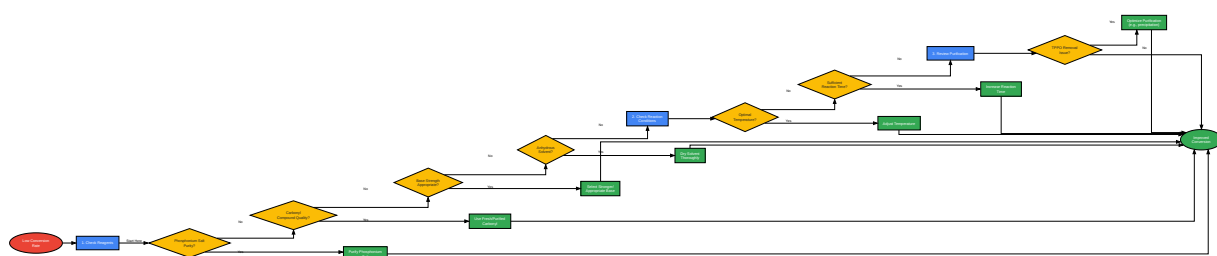 Low Conversion
Rate
1. Check Reagents
Start Here
Phosphonium Salt
Purity?
No
Yes
Purify Phosphonium
Carbonyl
Compound Quality?
No
Yes
Use Fresh/Purified
Carbonyl
Base Strength
Appropriate?
No
Yes
Select Stronger/
Appropriate Base
Anhydrous
Solvent?
No
Yes
Dry Solvent
Thoroughly
2. Check Reaction
Conditions
Optimal
Temperature?
No
Yes
Adjust Temperature
Sufficient
Reaction Time?
No
Yes
Increase Reaction
Time
3. Review Purification
TPPO Removal
Issue?
Yes
No
Optimize Purification
(e.g., precipitation)
Improved
Conversion